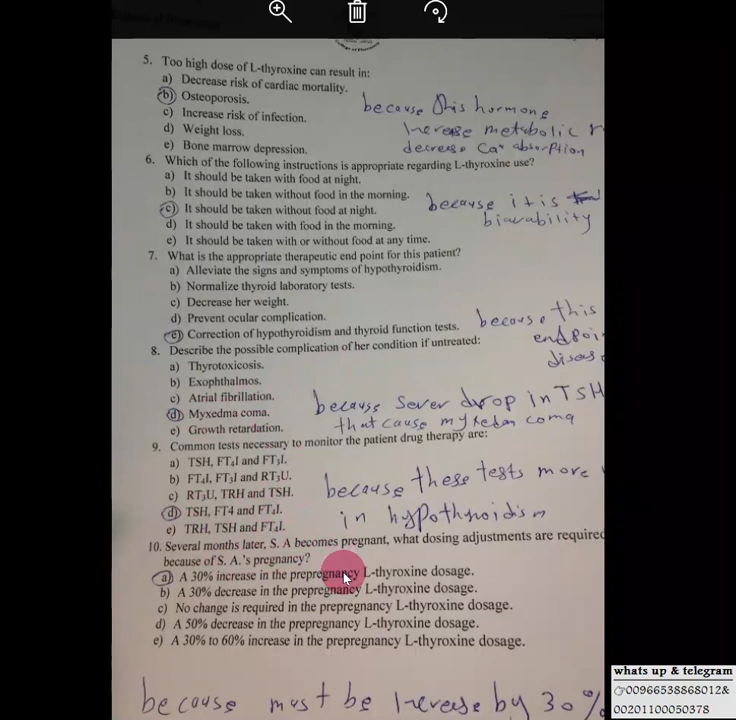 5. Too high dose of L-thyroxine can result in:
a) Decrease risk of cardiac mortality.
b) Osteoporosis.
because this hormone
c) Increase risk of infection.
d) Weight loss.
Increase metabolic r
e) Bone marrow depression.
decrease Ca⁺ absorption
6. Which of the following instructions is appropriate regarding L-thyroxine use?
a) It should be taken with food at night.
b) It should be taken without food in the morning.
c) It should be taken without food at night.
because it is
d) It should be taken with food in the morning.
biavability
e) It should be taken with or without food at any time.
7. What is the appropriate therapeutic end point for this patient?
a) Alleviate the signs and symptoms of hypothyroidism.
b) Normalize thyroid laboratory tests.
c) Decrease her weight.
d) Prevent ocular complication.
because this
e) Correction of hypothyroidism and thyroid function tests.
endpoi
8. Describe the possible complication of her condition if untreated:
diseas
a) Thyrotoxicosis.
b) Exophthalmos.
c) Atrial fibrillation.
because sever drop in TSH
d) Myxedma coma.
that cause myxedem coma
e) Growth retardation.
9. Common tests necessary to monitor the patient drug therapy are:
a) TSH, FT₄I and FT₃I.
b) FT₄I, FT₃I and RT₃U.
because these tests more
c) RT₃U, TRH and TSH.
d) TSH, FT4 and FT₄I.
in hypothyroidism
e) TRH, TSH and FT₄I.
10. Several months later, S. A becomes pregnant, what dosing adjustments are required
because of S. A.'s pregnancy?
a) A 30% increase in the prepregnancy L-thyroxine dosage.
b) A 30% decrease in the prepregnancy L-thyroxine dosage.
c) No change is required in the prepregnancy L-thyroxine dosage.
d) A 50% decrease in the prepregnancy L-thyroxine dosage.
e) A 30% to 60% increase in the prepregnancy L-thyroxine dosage.
because must be Increase by 30%
whats up & telegram
00966538868012&
00201100050378